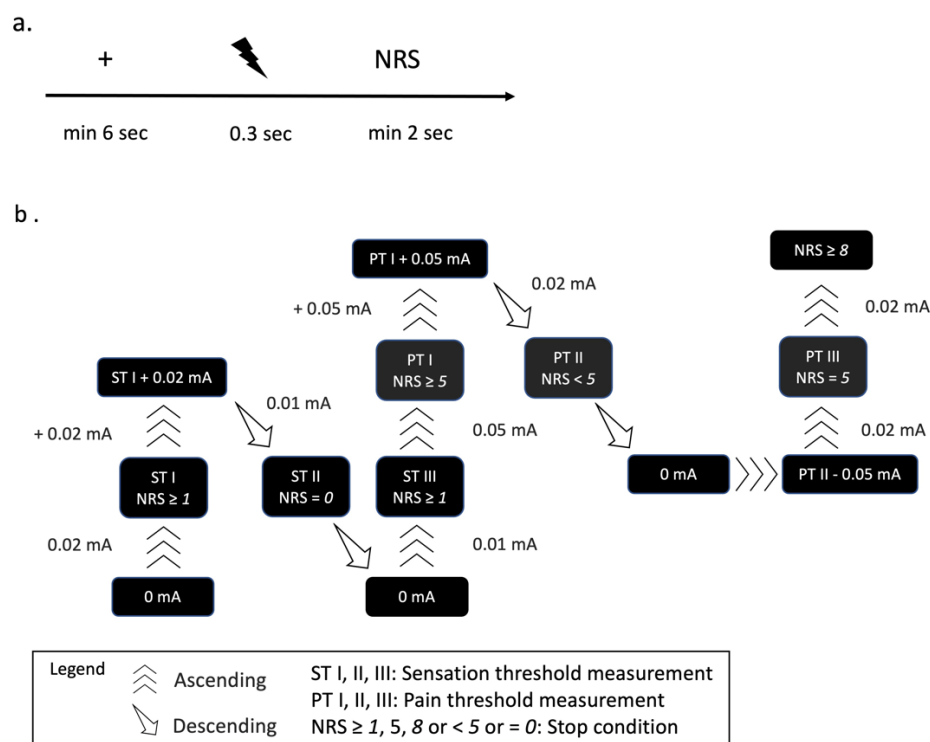 a.
+
NRS
min 6 sec
0.3 sec
min 2 sec
b .
PT I + 0.05 mA
NRS ≥ 8
0.02 mA
+ 0.05 mA
0.02 mA
PT I
NRS ≥ 5
PT II
NRS < 5
PT III
NRS = 5
ST I + 0.02 mA
0.01 mA
+ 0.02 mA
0.05 mA
0.02 mA
ST I
NRS ≥ 1
ST II
NRS = 0
ST III
NRS ≥ 1
0 mA
PT II - 0.05 mA
0.02 mA
0.01 mA
0 mA
0 mA
Legend
Ascending
Descending
ST I, II, III: Sensation threshold measurement
PT I, II, III: Pain threshold measurement
NRS ≥ 1, 5, 8 or < 5 or = 0: Stop condition